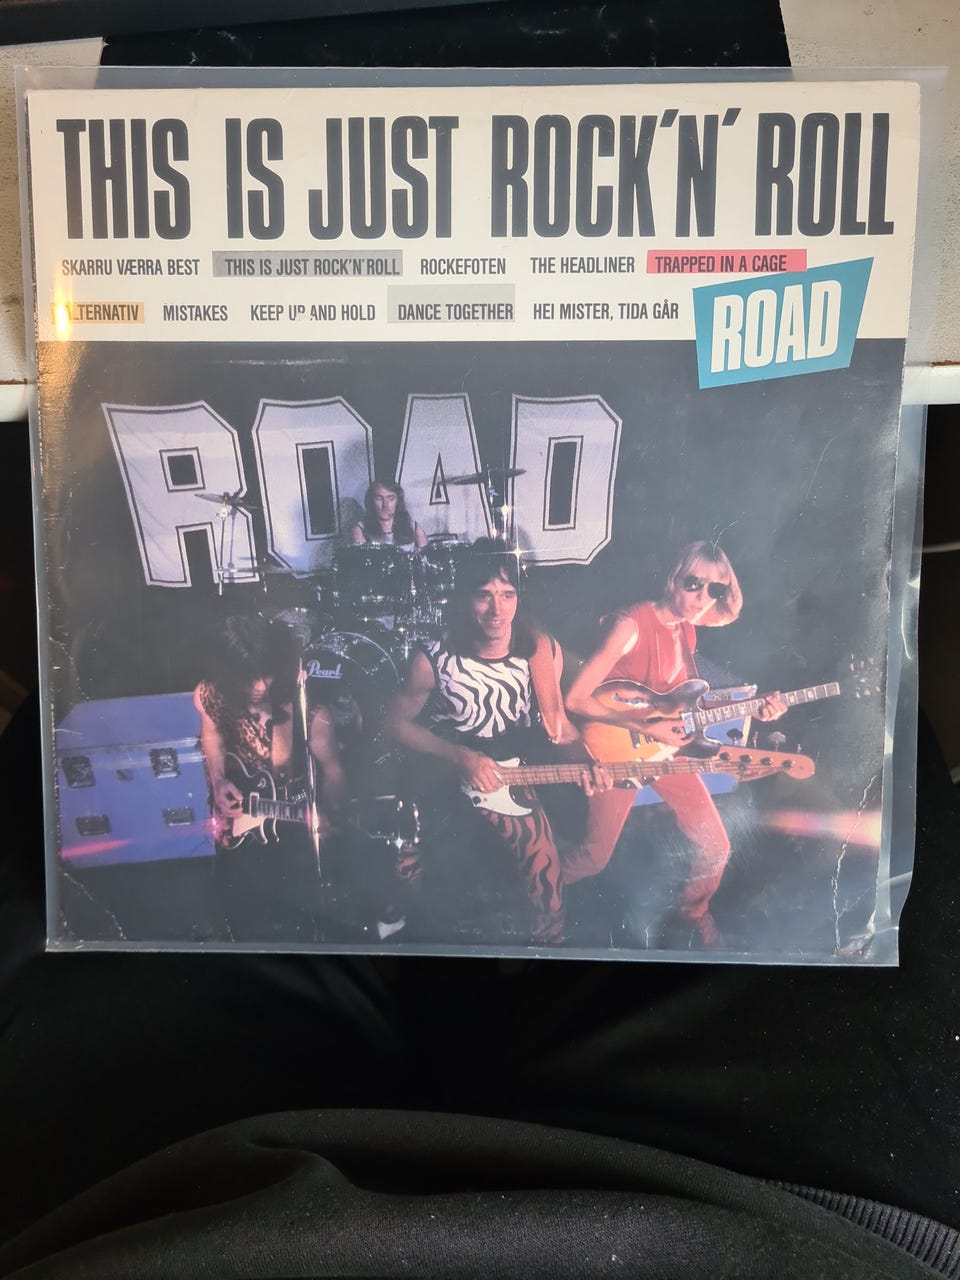 THIS IS JUST ROCK'N' ROLL
SKARRU VÆRRA BEST THIS IS JUST ROCK'N'ROLL ROCKEFOTEN THE HEADLINER TRAPPED IN A CAGE
ALTERNATIV MISTAKES KEEP UP AND HOLD DANCE TOGETHER HEI MISTER, TIDA GÅR
ROAD
ROAD
Pearl